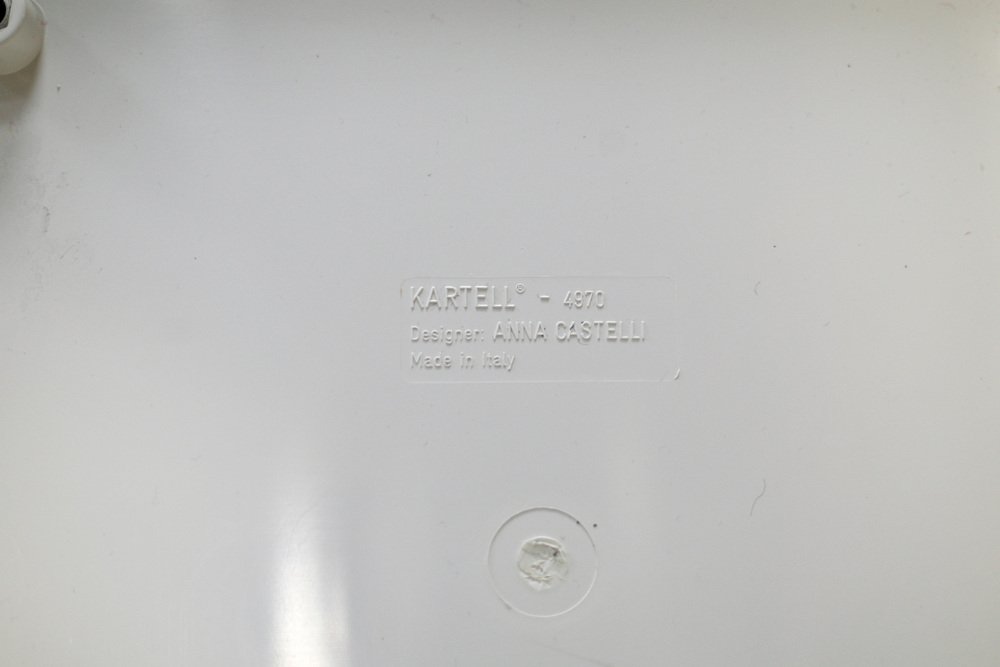 KARTELL® - 4970
Designer: ANNA CASTELLI
Made in Italy